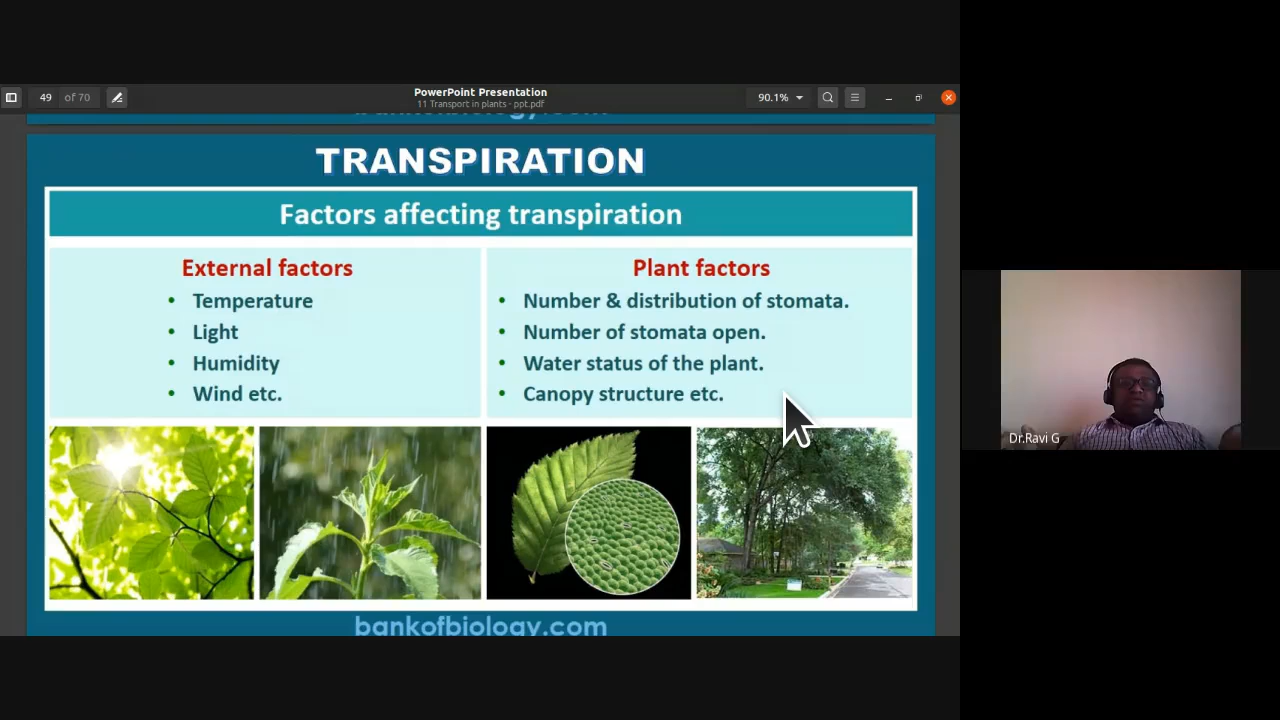 49 of 70
PowerPoint Presentation
11 Transport in plants - ppt.pdf
90.1%
bankofbiology.com
TRANSPIRATION
Factors affecting transpiration
External factors
• Temperature
• Light
• Humidity
• Wind etc.
Plant factors
• Number & distribution of stomata.
• Number of stomata open.
• Water status of the plant.
• Canopy structure etc.
bankofbiology.com
Dr.Ravi G